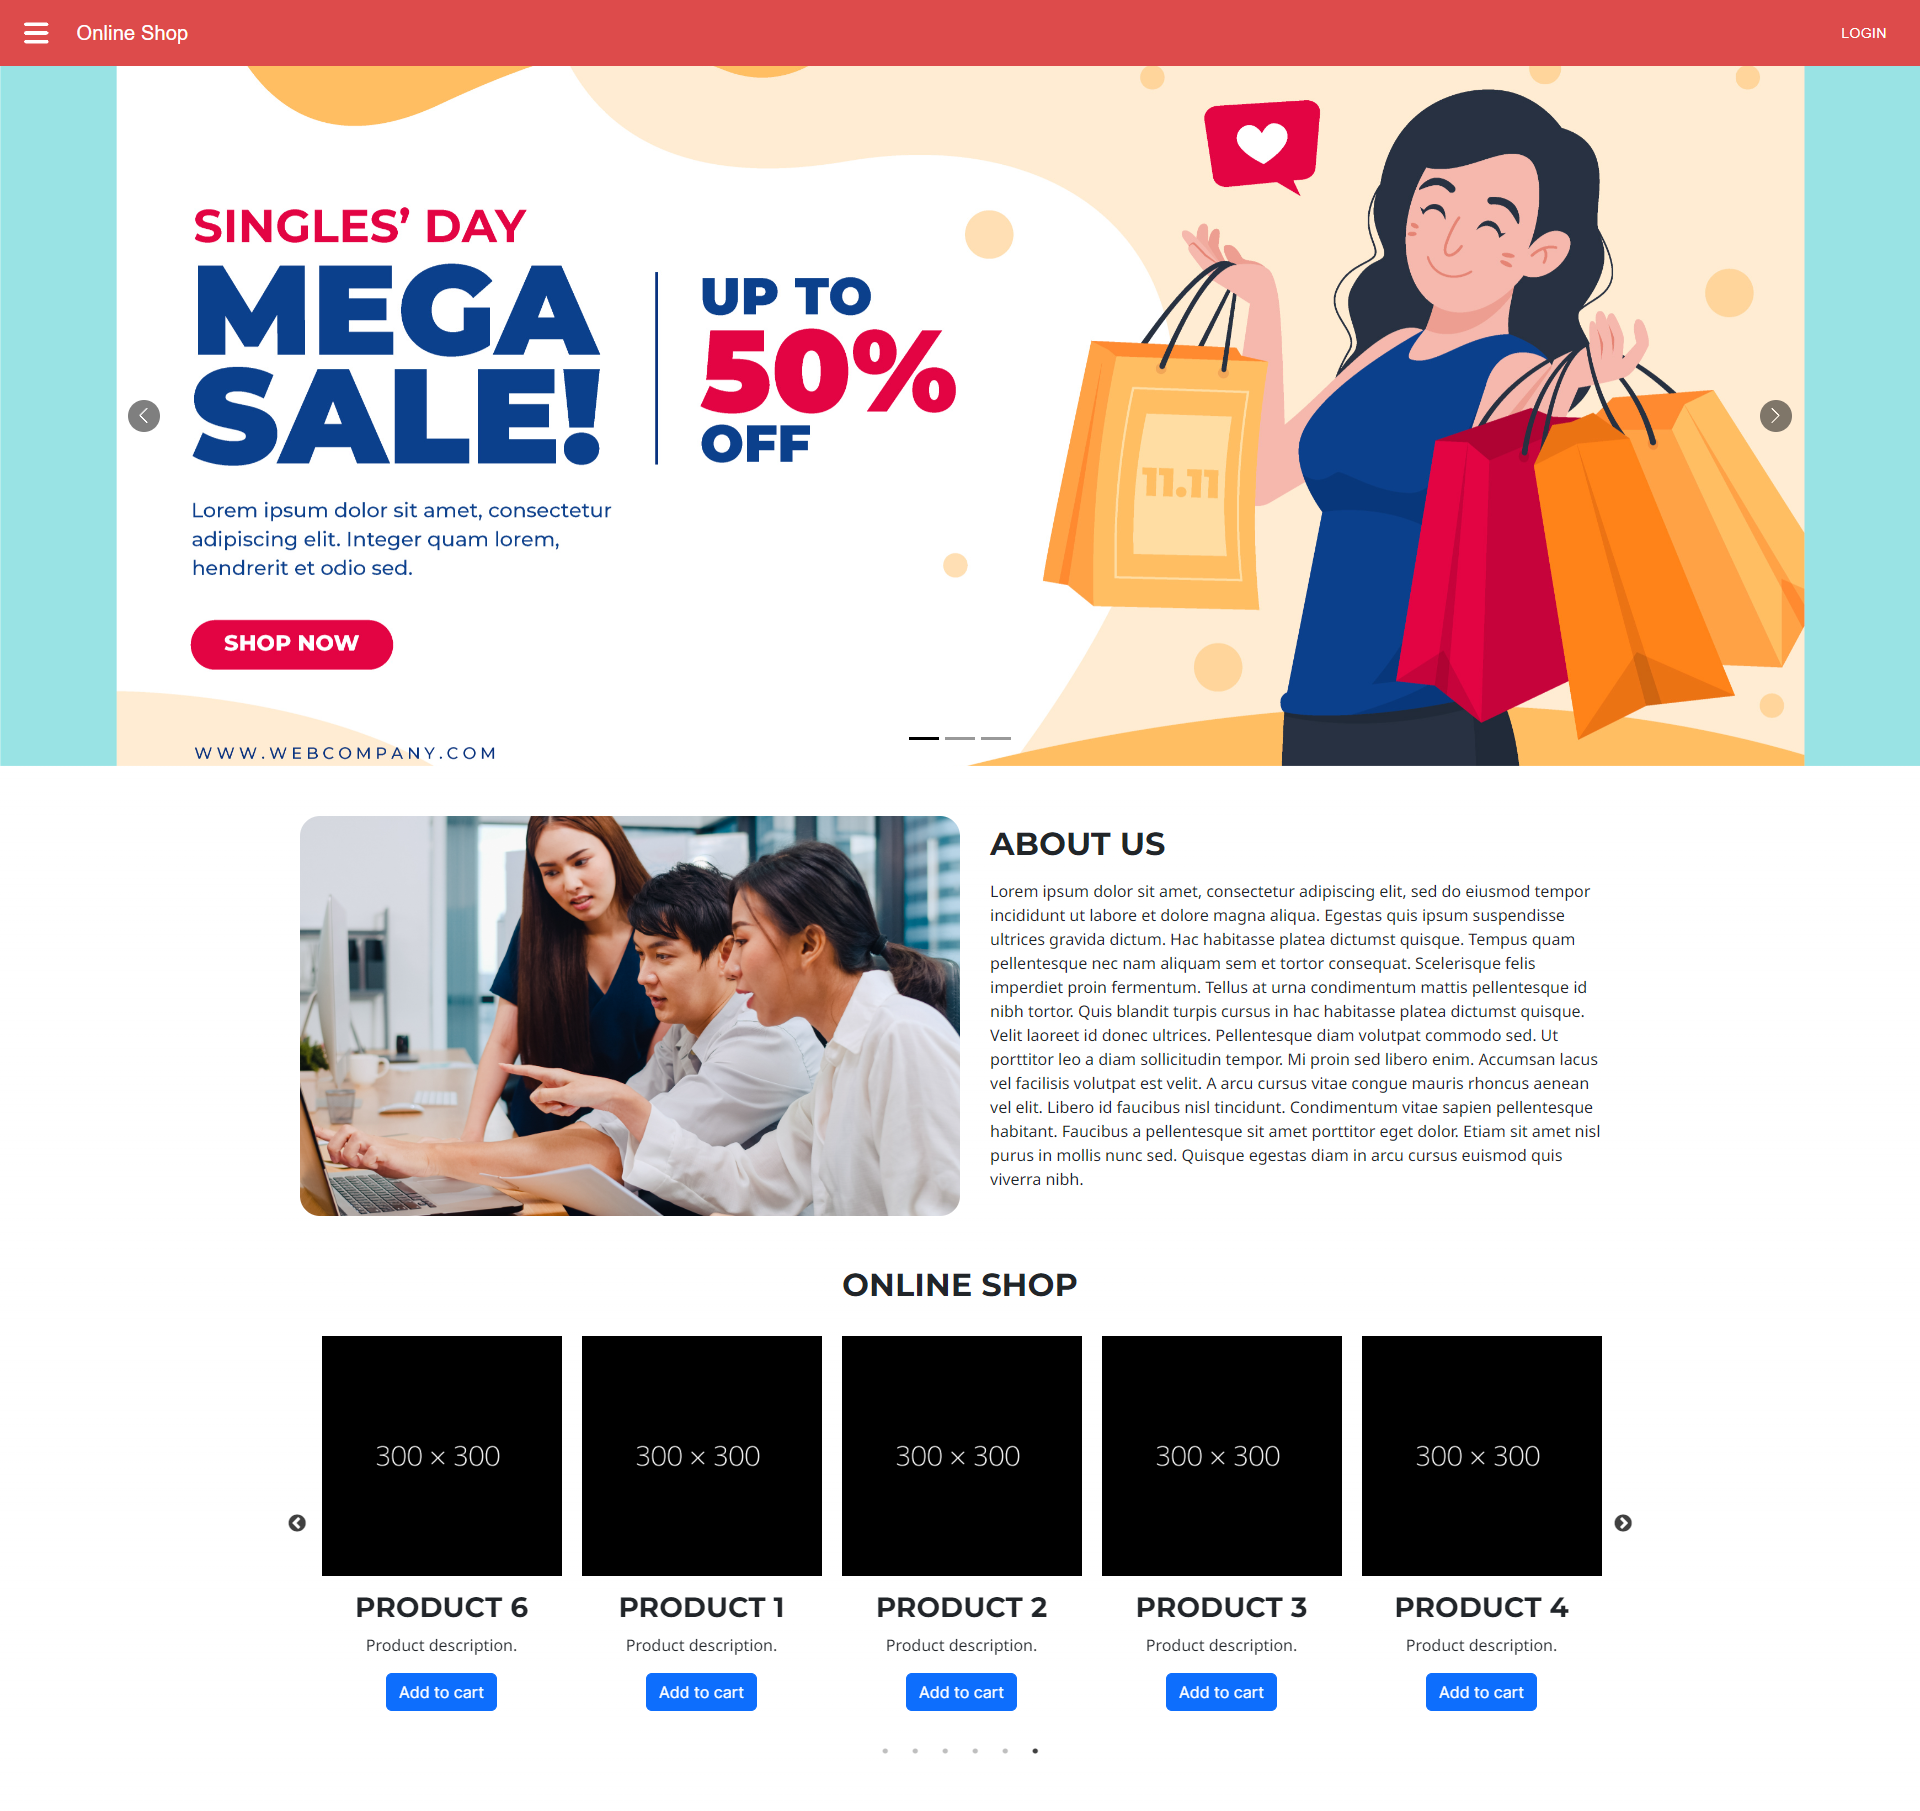 Online Shop
LOGIN
SINGLES’ DAY
MEGA
SALE!
UP TO
50%
OFF
Lorem ipsum dolor sit amet, consectetur
adipiscing elit. Integer quam lorem,
hendrerit et odio sed.
SHOP NOW
WWW.WEBCOMPANY.COM
11.11
ABOUT US
Lorem ipsum dolor sit amet, consectetur adipiscing elit, sed do eiusmod tempor
incididunt ut labore et dolore magna aliqua. Egestas quis ipsum suspendisse
ultrices gravida dictum. Hac habitasse platea dictumst quisque. Tempus quam
pellentesque nec nam aliquam sem et tortor consequat. Scelerisque felis
imperdiet proin fermentum. Tellus at urna condimentum mattis pellentesque id
nibh tortor. Quis blandit turpis cursus in hac habitasse platea dictumst quisque.
Velit laoreet id donec ultrices. Pellentesque diam volutpat commodo sed. Ut
porttitor leo a diam sollicitudin tempor. Mi proin sed libero enim. Accumsan lacus
vel facilisis volutpat est velit. A arcu cursus vitae congue mauris rhoncus aenean
vel elit. Libero id faucibus nisl tincidunt. Condimentum vitae sapien pellentesque
habitant. Faucibus a pellentesque sit amet porttitor eget dolor. Etiam sit amet nisl
purus in mollis nunc sed. Quisque egestas diam in arcu cursus euismod quis
viverra nibh.
ONLINE SHOP
300 × 300
300 × 300
300 × 300
300 × 300
300 × 300
PRODUCT 6
PRODUCT 1
PRODUCT 2
PRODUCT 3
PRODUCT 4
Product description.
Product description.
Product description.
Product description.
Product description.
Add to cart
Add to cart
Add to cart
Add to cart
Add to cart